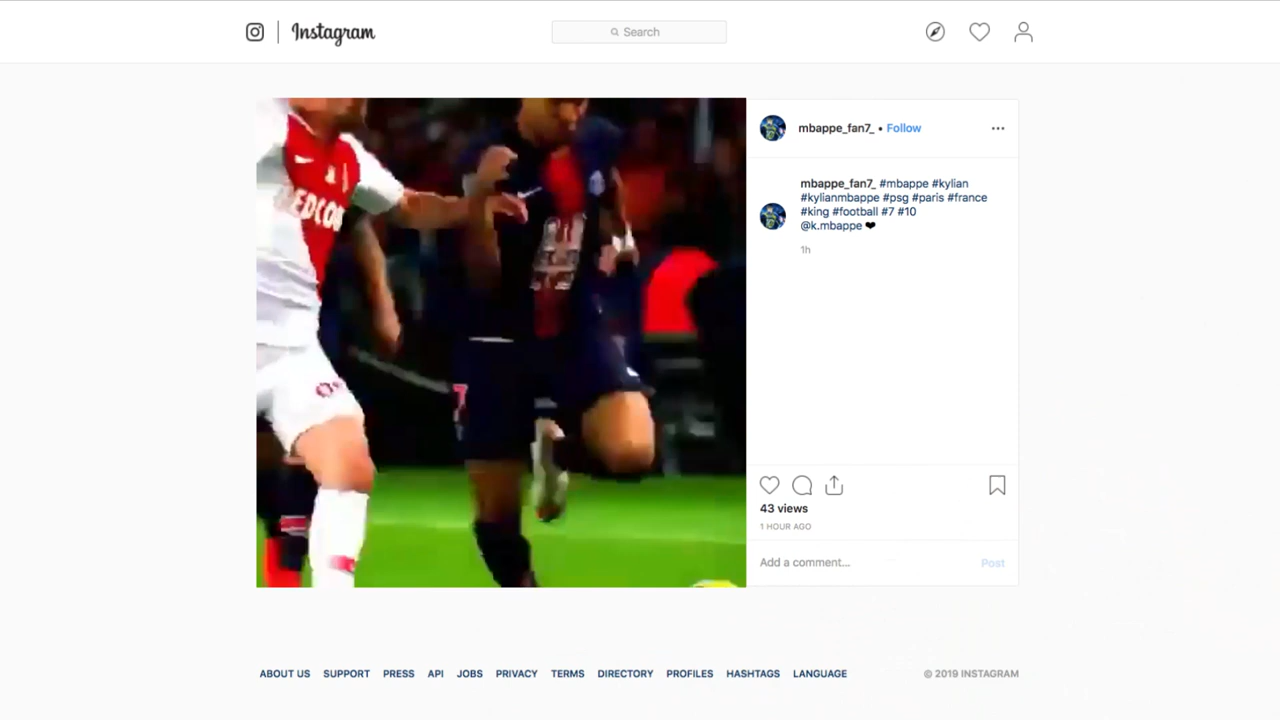 Instagram
Search
mbappe_fan7_ • Follow
mbappe_fan7_ #mbappe #kylian
#kylianmbappe #psg #paris #france
#king #football #7 #10
@k.mbappe ❤
1h
43 views
1 HOUR AGO
Add a comment...
Post
ABOUT US SUPPORT PRESS API JOBS PRIVACY TERMS DIRECTORY PROFILES HASHTAGS LANGUAGE
© 2019 INSTAGRAM
7